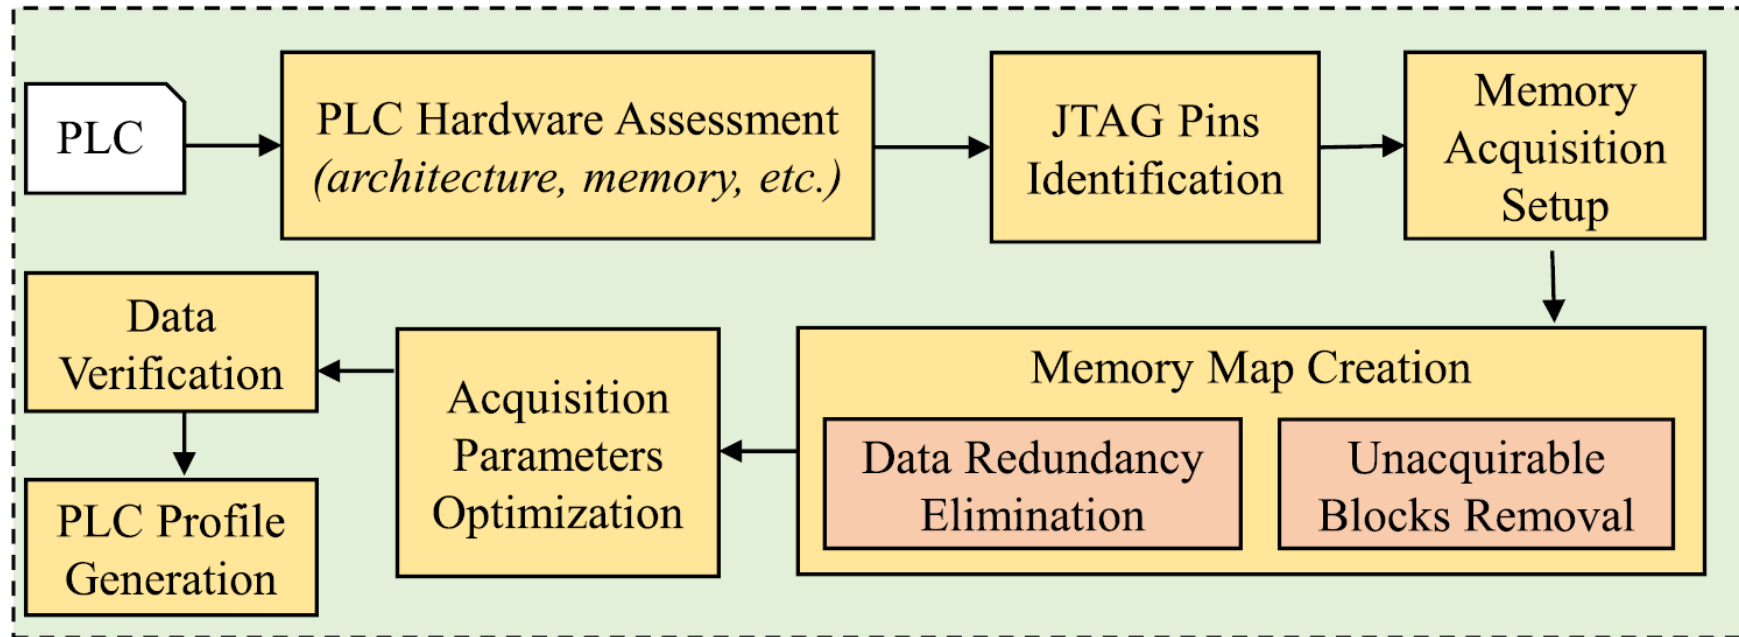 PLC
PLC Hardware Assessment
(architecture, memory, etc.)
JTAG Pins
Identification
Memory
Acquisition
Setup
Memory Map Creation
Data Redundancy
Elimination
Unacquirable
Blocks Removal
Acquisition
Parameters
Optimization
Data
Verification
PLC Profile
Generation